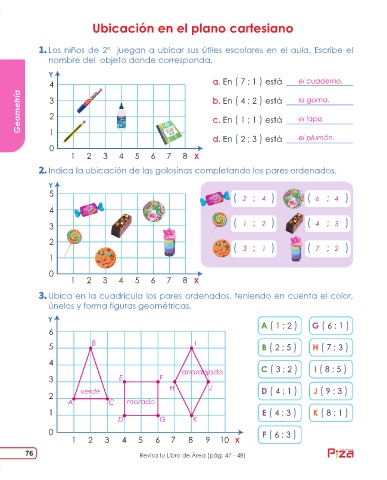 Ubicación en el plano cartesiano
1. Los niños de 2º juegan a ubicar sus útiles escolares en el aula. Escribe el
nombre del objeto donde corresponda.
Geometría
Y
4
3
2
1
0
1 2 3 4 5 6 7 8 X
a. En ( 7 ; 1 ) está el cuaderno.
b. En ( 4 ; 2 ) está la goma.
c. En ( 1 ; 1 ) está el lápiz.
d. En ( 2 ; 3 ) está el plumón.
2. Indica la ubicación de las golosinas completando los pares ordenados.
Y
5
4
3
2
1
0
1 2 3 4 5 6 7 8 X
( 2 ; 4 ) ( 6 ; 4 )
( 1 ; 2 ) ( 4 ; 3 )
( 3 ; 1 ) ( 7 ; 2 )
3. Ubica en la cuadrícula los pares ordenados, teniendo en cuenta el color,
únelos y forma figuras geométricas.
Y
6
5
4
3
2
1
0
1 2 3 4 5 6 7 8 9 10 X
B I
anaranjado
E F
H J
verde
A C morado
D G K
A ( 1 ; 2 ) G ( 6 ; 1 )
B ( 2 ; 5 ) H ( 7 ; 3 )
C ( 3 ; 2 ) I ( 8 ; 5 )
D ( 4 ; 1 ) J ( 9 ; 3 )
E ( 4 ; 3 ) K ( 8 ; 1 )
F ( 6 ; 3 )
76
Revisa tu Libro de Área (pág. 47 - 48)
Piza